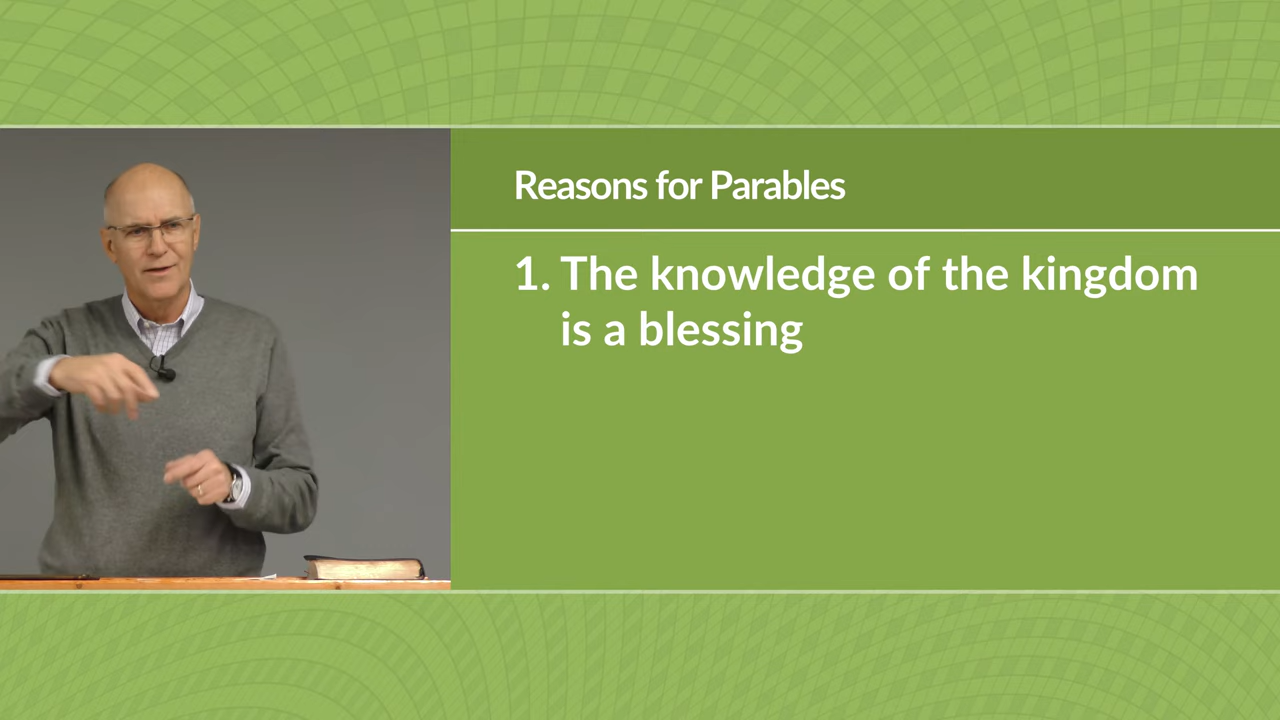 Reasons for Parables
1. The knowledge of the kingdom
is a blessing